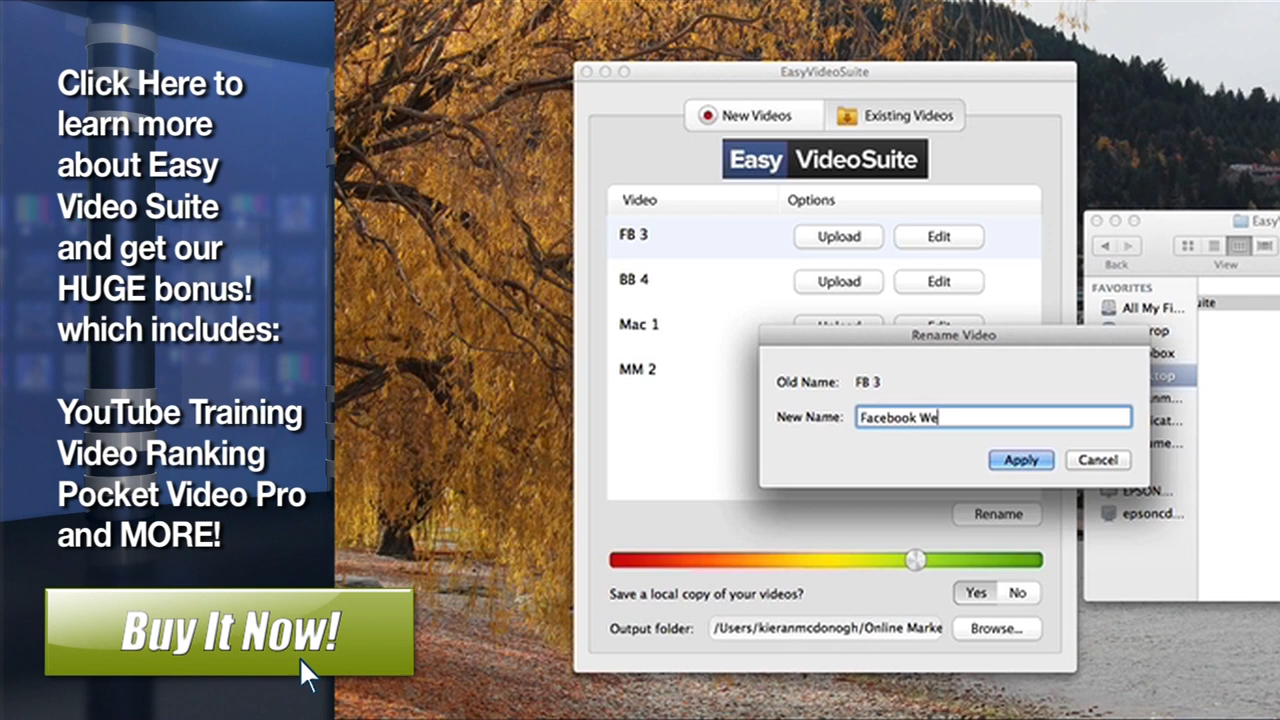 Click Here to
learn more
about Easy
Video Suite
and get our
HUGE bonus!
which includes:
YouTube Training
Video Ranking
Pocket Video Pro
and MORE!
Buy It Now!
EasyVideoSuite
New Videos
Existing Videos
Easy VideoSuite
Video
Options
FB 3
Upload
Edit
BB 4
Upload
Edit
Mac 1
MM 2
Rename Video
Old Name: FB 3
New Name: Facebook We
Apply
Cancel
Rename
Save a local copy of your videos?
Yes
No
Output folder: /Users/kieranmcdonogh/Online Marke
Browse...
Back
View
FAVORITES
All My Fi...
EPSON...
epsoncd...